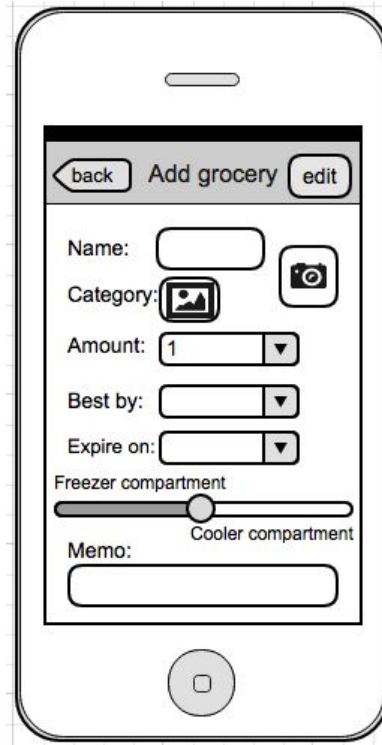 back Add grocery edit
Name:
Category:
Amount: 1
Best by:
Expire on:
Freezer compartment
Cooler compartment
Memo: